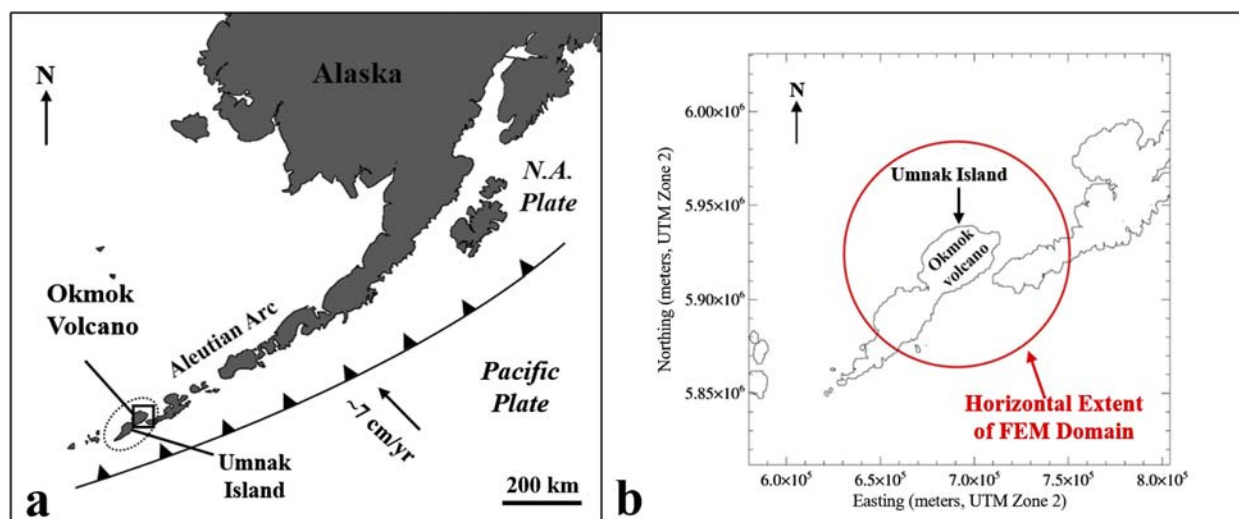 N
Alaska
N.A.
Plate
Okmok
Volcano
Aleutian Arc
Pacific
Plate
~7 cm/yr
Umnak
Island
200 km
a
N
Umnak Island
Okmok
volcano
Horizontal Extent
of FEM Domain
Northing (meters, UTM Zone 2)
6.00×10⁶
5.95×10⁶
5.90×10⁶
5.85×10⁶
6.0×10⁵ 6.5×10⁵ 7.0×10⁵ 7.5×10⁵ 8.0×10⁵
Easting (meters, UTM Zone 2)
b